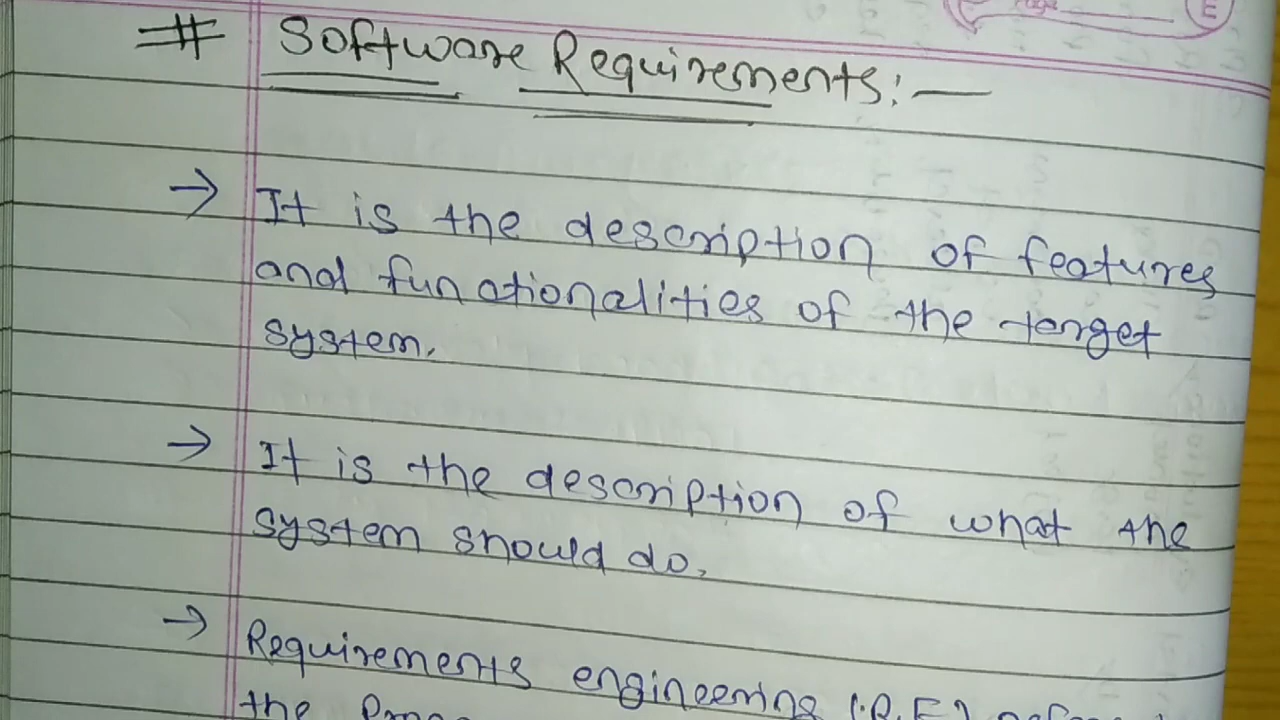 # Software Requirements:—
→ It is the description of features
and functionalities of the target
system.
→ It is the description of what the
system should do.
→ Requirements engineering (R.E)
the
E